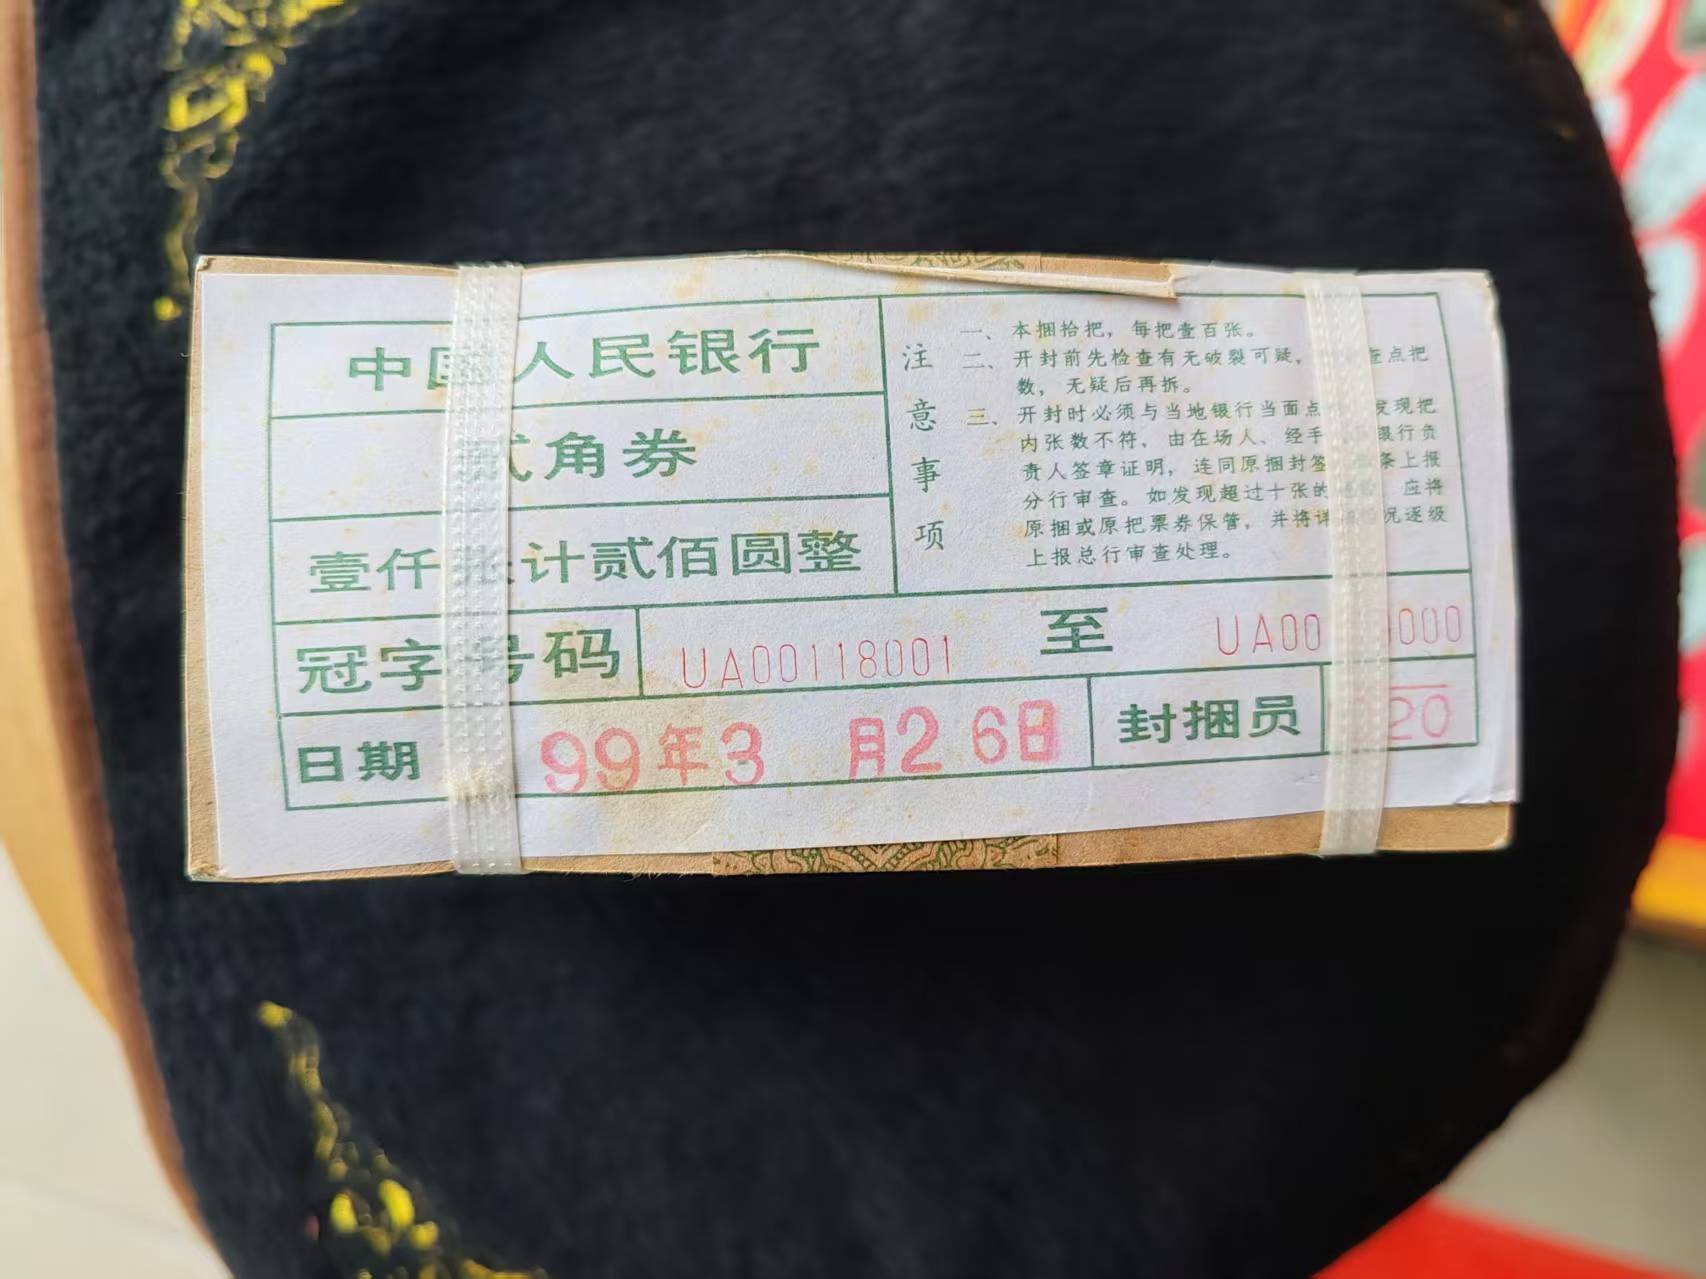 中国人民银行
贰角券
壹仟张计贰佰圆整
注意事项
一、本捆拾把，每把壹百张。
二、开封前先检查有无破裂可疑，查点把
数，无疑后再拆。
三、开封时必须与当地银行当面点 发现把
内张数不符，由在场人、经手 银行负
责人签章证明，连同原捆封签 条上报
分行审查。如发现超过十张的 应将
原捆或原把票券保管，并将详 况逐级
上报总行审查处理。
冠字号码 UA00118001 至 UA00 000
日期 99年3月26日 封捆员 20